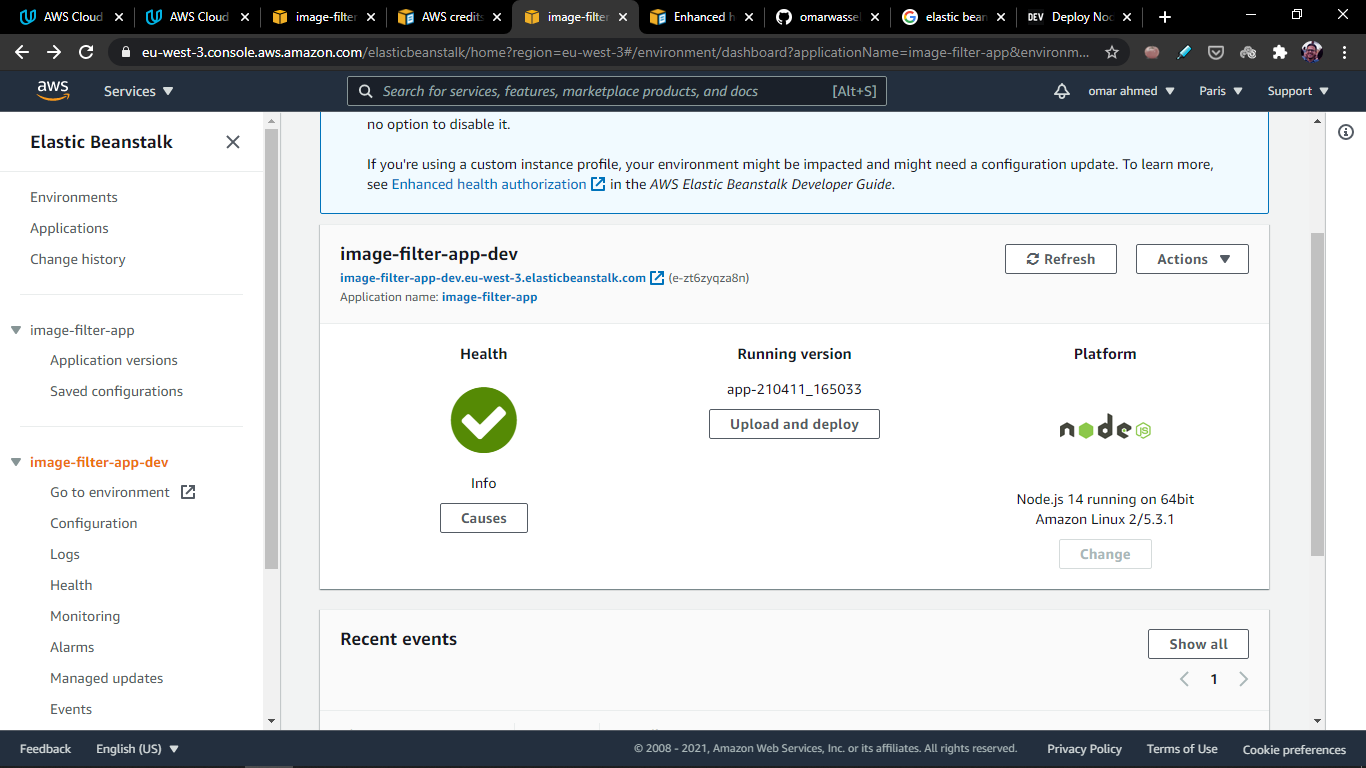 AWS Cloud
AWS Cloud
image-filter
AWS credits
image-filter
Enhanced h
omarwassel
elastic bean
DEV Deploy Nod
eu-west-3.console.aws.amazon.com/elasticbeanstalk/home?region=eu-west-3#/environment/dashboard?applicationName=image-filter-app&environm...
aws
Services
Search for services, features, marketplace products, and docs
[Alt+S]
omar ahmed
Paris
Support
Elastic Beanstalk
Environments
Applications
Change history
image-filter-app
Application versions
Saved configurations
image-filter-app-dev
Go to environment
Configuration
Logs
Health
Monitoring
Alarms
Managed updates
Events
no option to disable it.
If you're using a custom instance profile, your environment might be impacted and might need a configuration update. To learn more,
see Enhanced health authorization in the AWS Elastic Beanstalk Developer Guide.
image-filter-app-dev
image-filter-app-dev.eu-west-3.elasticbeanstalk.com (e-zt6zyqza8n)
Application name: image-filter-app
Refresh
Actions
Health
Info
Causes
Running version
app-210411_165033
Upload and deploy
Platform
node JS
Node.js 14 running on 64bit
Amazon Linux 2/5.3.1
Change
Recent events
Show all
1
Feedback
English (US)
© 2008 - 2021, Amazon Web Services, Inc. or its affiliates. All rights reserved.
Privacy Policy
Terms of Use
Cookie preferences